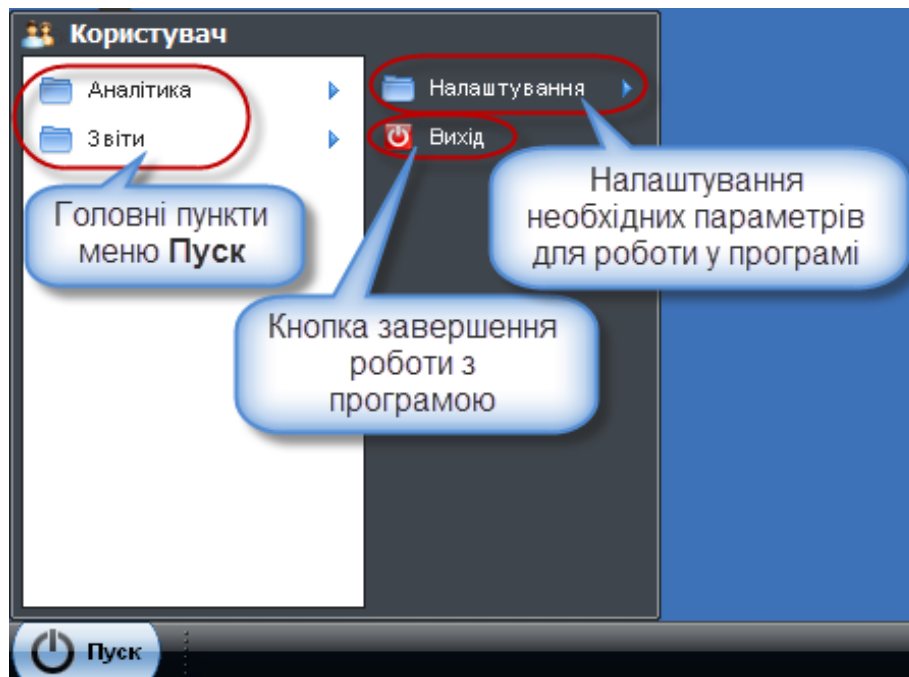 Користувач
Аналітика
Звіти
Налаштування
Вихід
Головні пункти
меню Пуск
Налаштування
необхідних параметрів
для роботи у програмі
Кнопка завершення
роботи з
програмою
Пуск